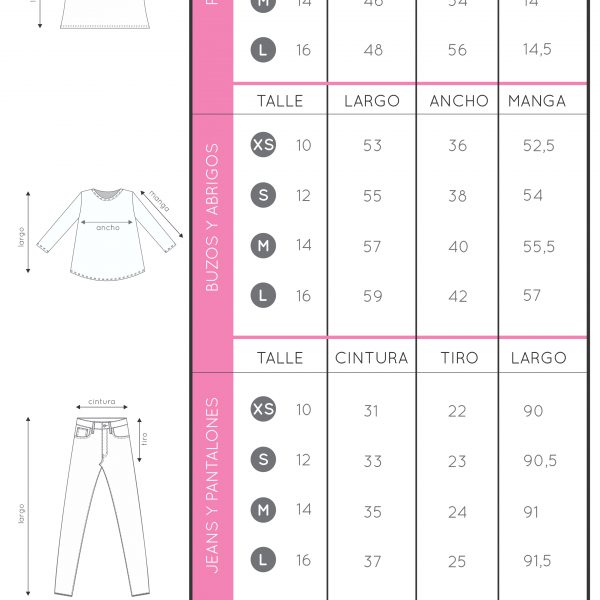 M 14 46 54 14
L 16 48 56 14,5
TALLE LARGO ANCHO MANGA
BUZOS Y ABRIGOS
XS 10 53 36 52,5
S 12 55 38 54
M 14 57 40 55,5
L 16 59 42 57
largo
ancho
manga
TALLE CINTURA TIRO LARGO
JEANS Y PANTALONES
XS 10 31 22 90
S 12 33 23 90,5
M 14 35 24 91
L 16 37 25 91,5
cintura
tiro
largo